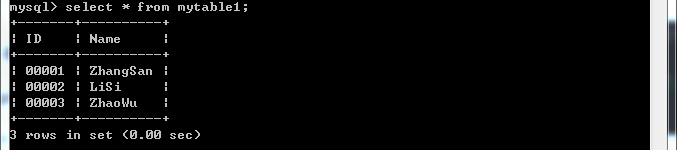 mysql> select * from mytable1;
+-------+----------+
| ID    | Name     |
+-------+----------+
| 00001 | ZhangSan |
| 00002 | LiSi     |
| 00003 | ZhaoWu   |
+-------+----------+
3 rows in set (0.00 sec)